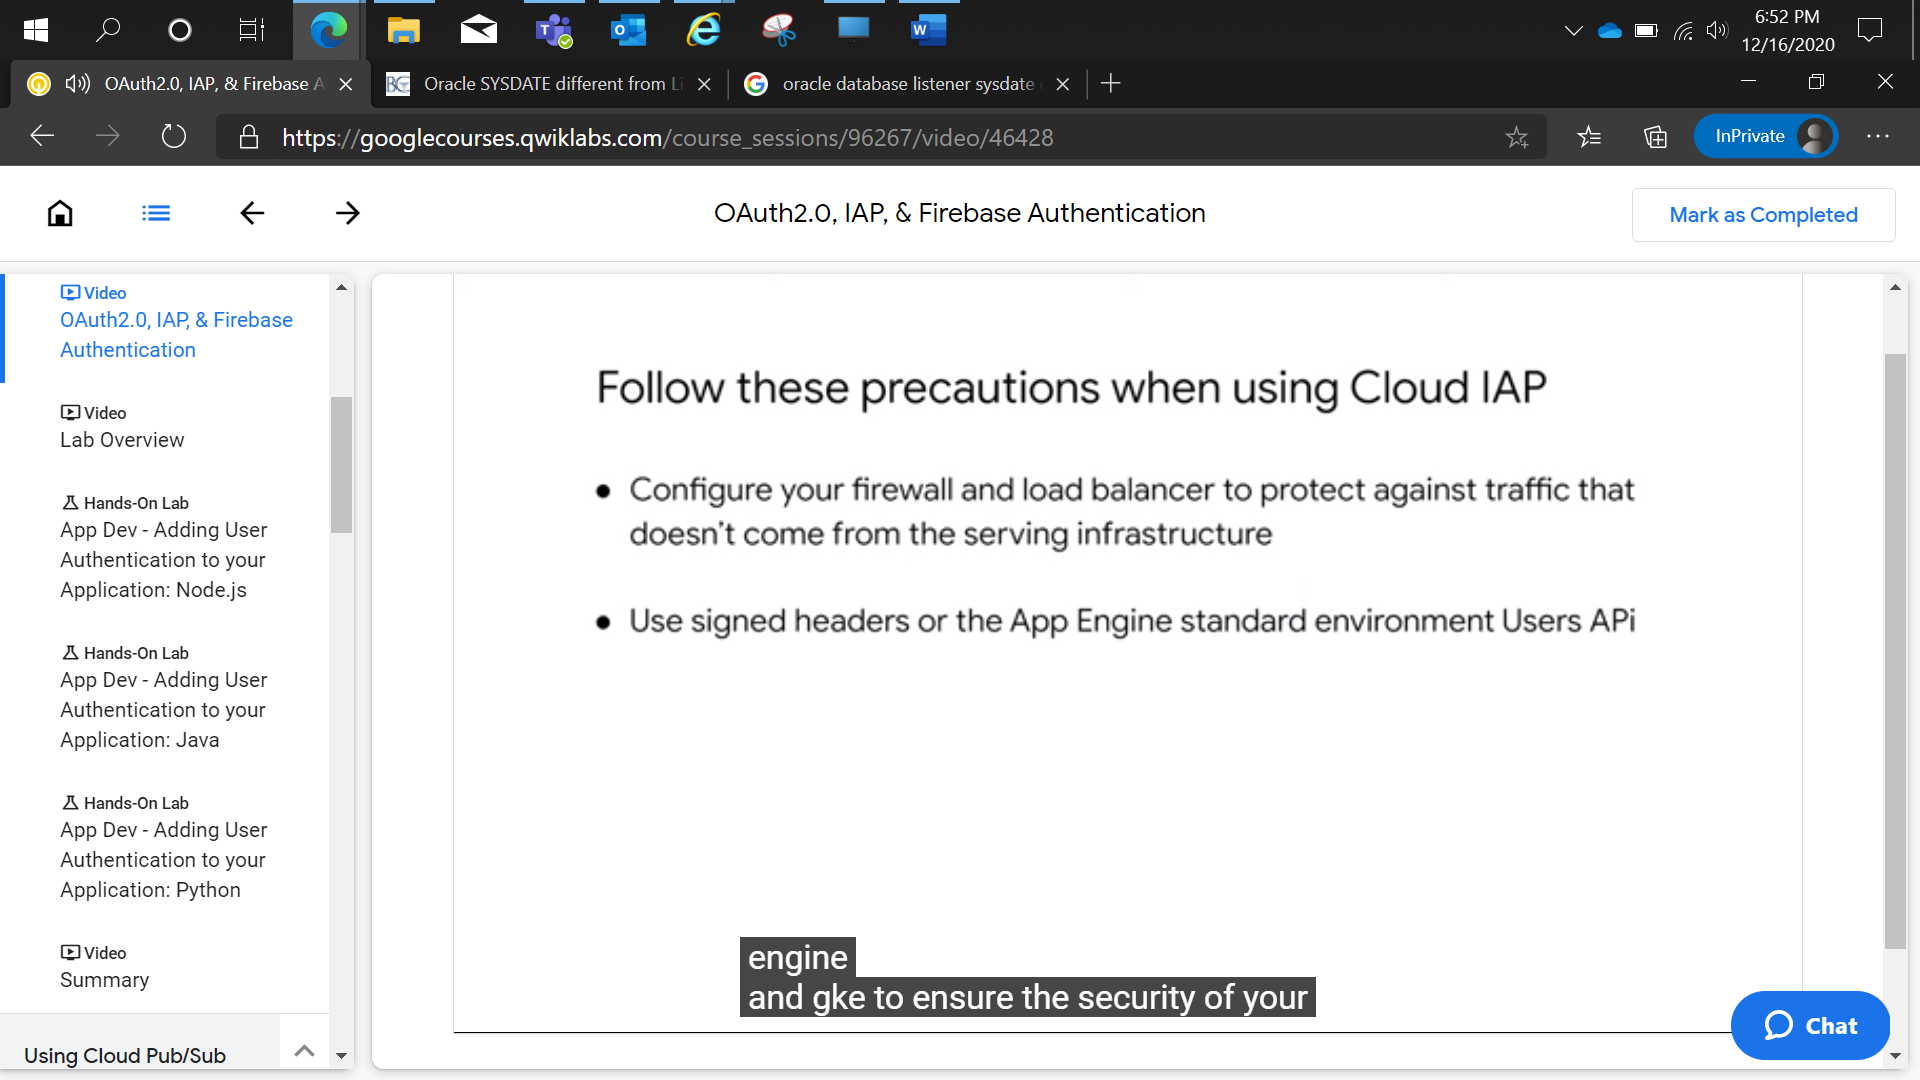 6:52 PM
12/16/2020
OAuth2.0, IAP, & Firebase A
Oracle SYSDATE different from Li
oracle database listener sysdate
https://googlecourses.qwiklabs.com/course_sessions/96267/video/46428
InPrivate
OAuth2.0, IAP, & Firebase Authentication
Mark as Completed
Video
OAuth2.0, IAP, & Firebase
Authentication
Video
Lab Overview
Hands-On Lab
App Dev - Adding User
Authentication to your
Application: Node.js
Hands-On Lab
App Dev - Adding User
Authentication to your
Application: Java
Hands-On Lab
App Dev - Adding User
Authentication to your
Application: Python
Video
Summary
Using Cloud Pub/Sub
Follow these precautions when using Cloud IAP
● Configure your firewall and load balancer to protect against traffic that
doesn't come from the serving infrastructure
● Use signed headers or the App Engine standard environment Users APi
engine
and gke to ensure the security of your
Chat